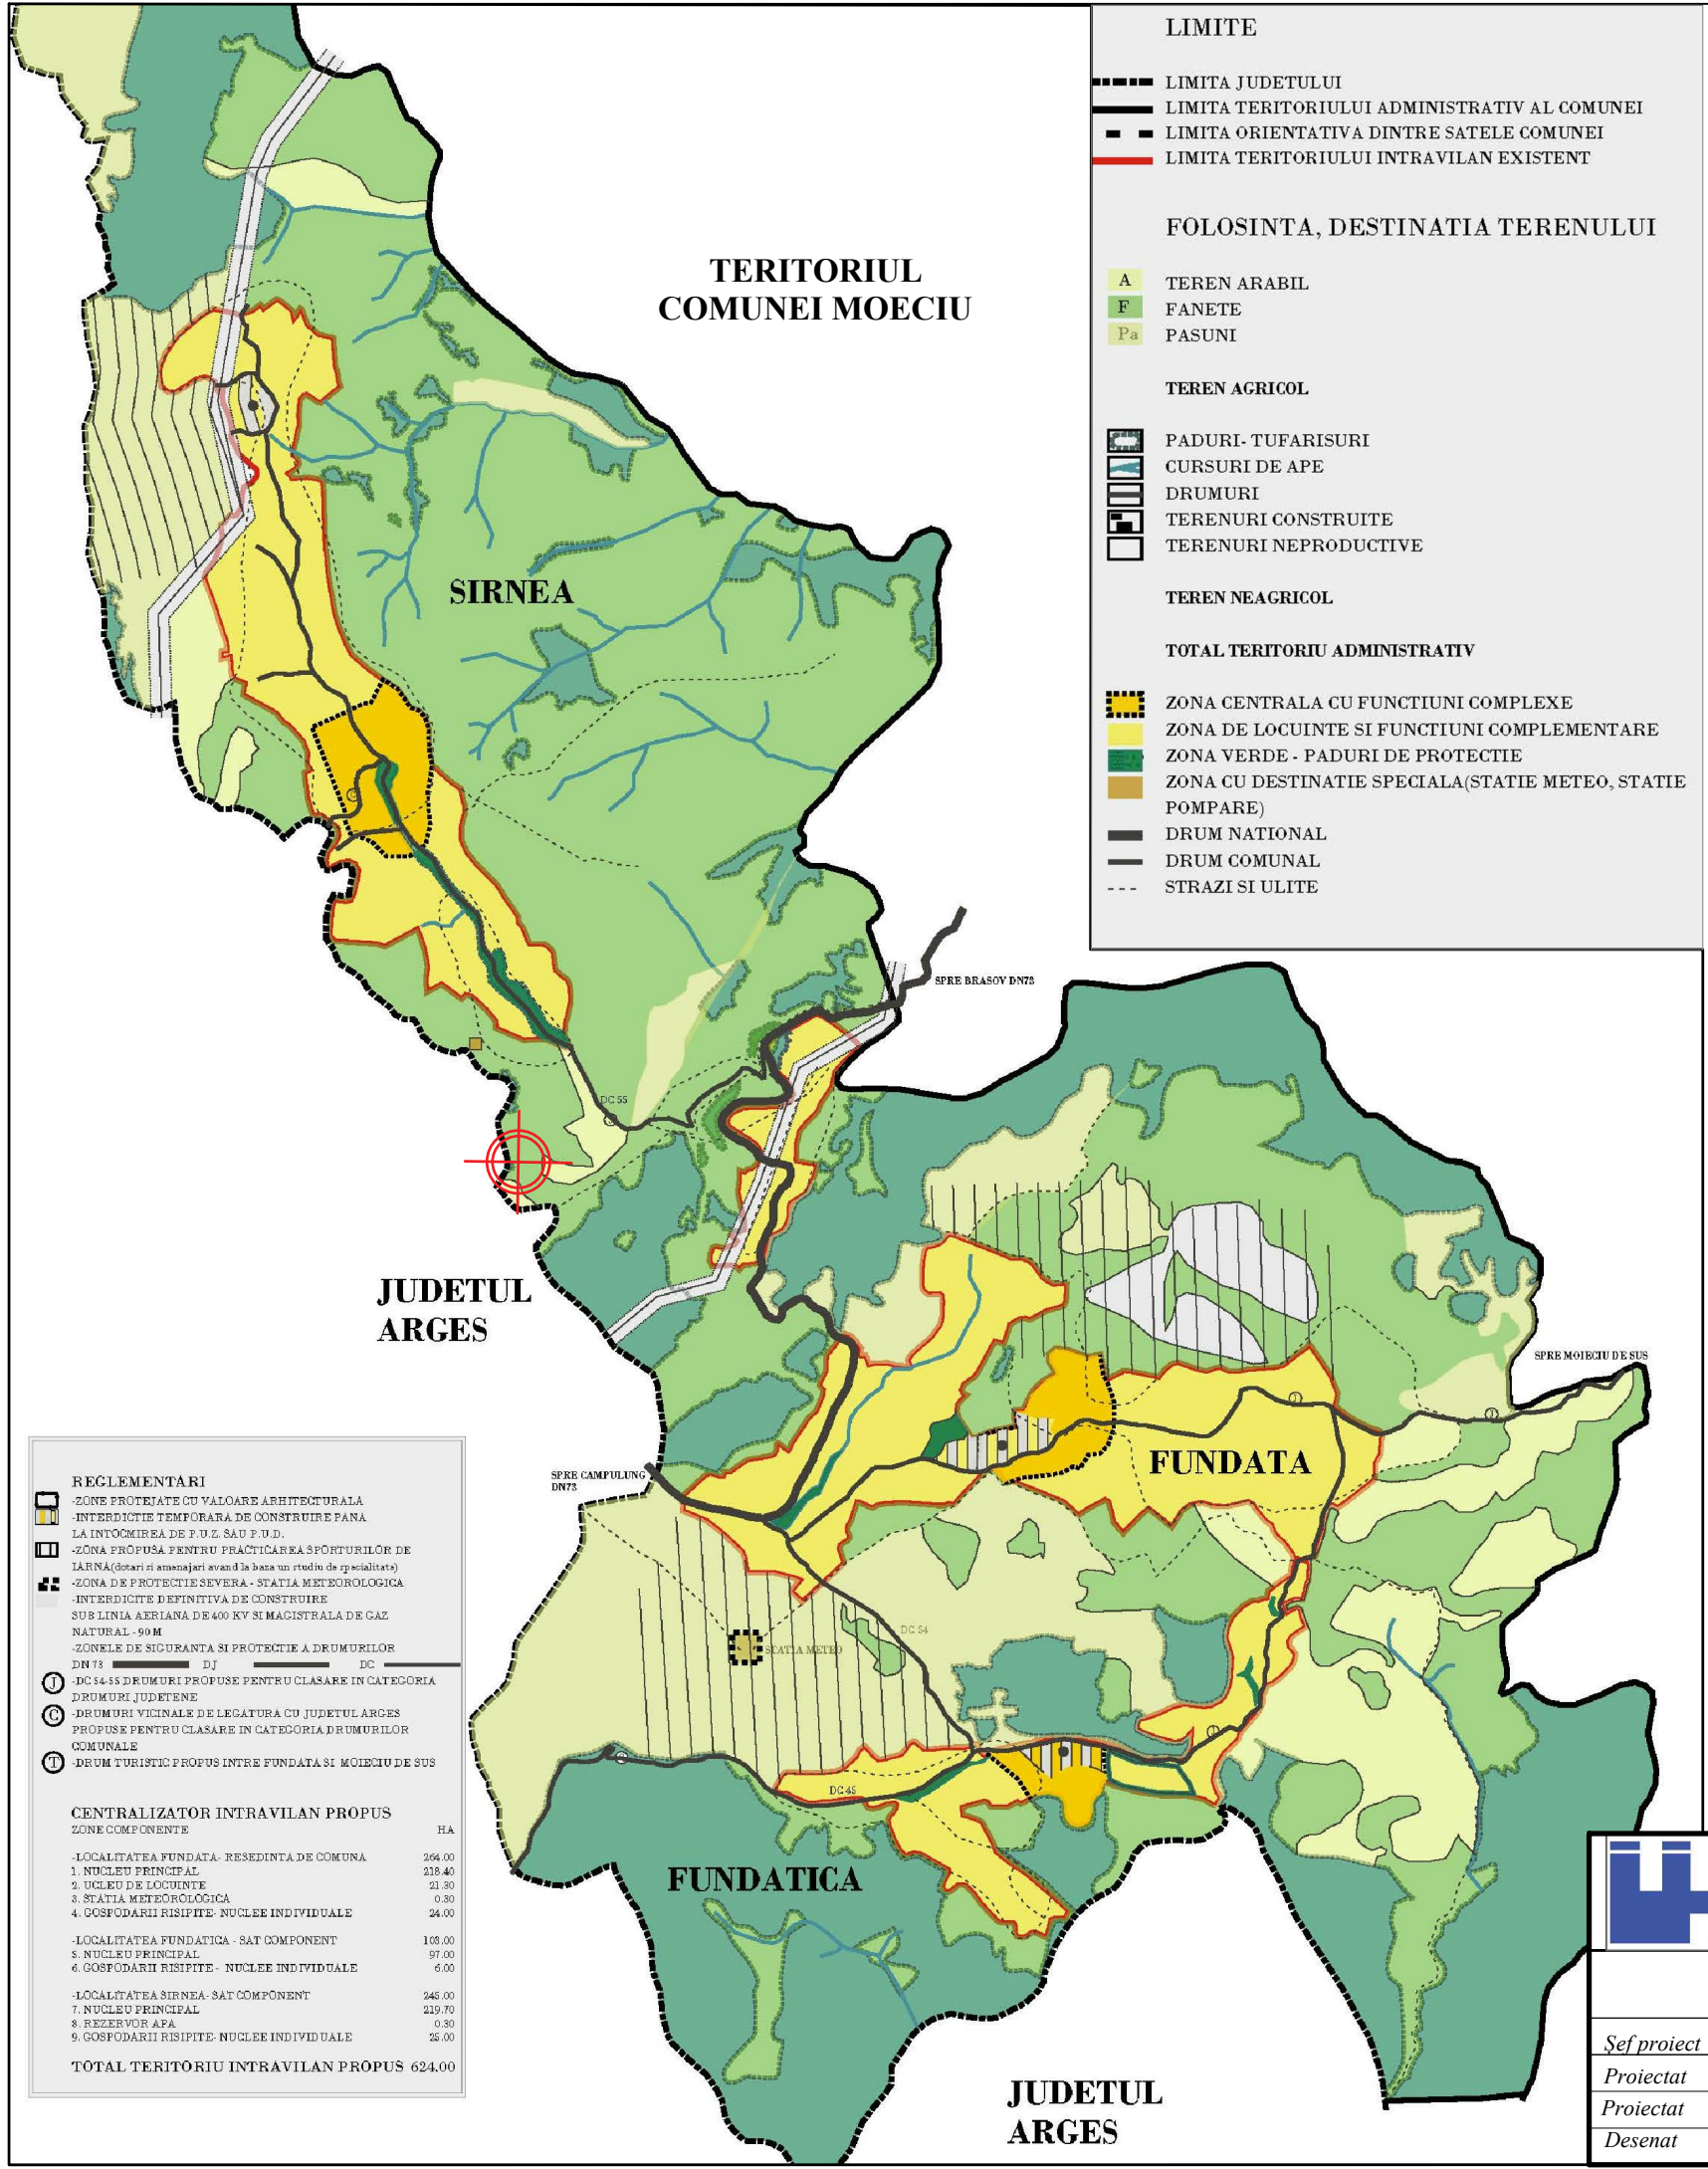 LIMITE
LIMITA JUDETULUI
LIMITA TERITORIULUI ADMINISTRATIV AL COMUNEI
LIMITA ORIENTATIVA DINTRE SATELE COMUNEI
LIMITA TERITORIULUI INTRAVILAN EXISTENT
FOLOSINTA, DESTINATIA TERENULUI
A TEREN ARABIL
F FANETE
Pa PASUNI
TEREN AGRICOL
PADURI- TUFARISURI
CURSURI DE APE
DRUMURI
TERENURI CONSTRUITE
TERENURI NEPRODUCTIVE
TEREN NEAGRICOL
TOTAL TERITORIU ADMINISTRATIV
ZONA CENTRALA CU FUNCTIUNI COMPLEXE
ZONA DE LOCUINTE SI FUNCTIUNI COMPLEMENTARE
ZONA VERDE - PADURI DE PROTECTIE
ZONA CU DESTINATIE SPECIALA(STATIE METEO, STATIE
POMPARE)
DRUM NATIONAL
DRUM COMUNAL
STRAZI SI ULITE
TERITORIUL
COMUNEI MOECIU
SIRNEA
SPRE BRASOV DN73
DC 55
JUDETUL
ARGES
SPRE MOIECIU DE SUS
FUNDATA
SPRE CAMPULUNG
DN73
STATIA METEO
DC 54
DC 45
FUNDATICA
JUDETUL
ARGES
REGLEMENTARI
-ZONE PROTEJATE CU VALOARE ARHITECTURALA
-INTERDICTIE TEMPORARA DE CONSTRUIRE PANA
LA INTOCMIREA DE P.U.Z. SAU P.U.D.
-ZONA PROPUSA PENTRU PRACTICAREA SPORTURILOR DE
IARNA(dotari si amenajari avand la baza un studiu de specialitate)
-ZONA DE PROTECTIE SEVERA - STATIA METEOROLOGICA
-INTERDICITE DEFINITIVA DE CONSTRUIRE
SUB LINIA AERIANA DE 400 KV SI MAGISTRALA DE GAZ
NATURAL - 90 M
-ZONELE DE SIGURANTA SI PROTECTIE A DRUMURILOR
DN 73 DJ DC
J -DC 54-55 DRUMURI PROPUSE PENTRU CLASARE IN CATEGORIA
DRUMURI JUDETENE
C -DRUMURI VICINALE DE LEGATURA CU JUDETUL ARGES
PROPUSE PENTRU CLASARE IN CATEGORIA DRUMURILOR
COMUNALE
T -DRUM TURISTIC PROPUS INTRE FUNDATA SI MOIECIU DE SUS
CENTRALIZATOR INTRAVILAN PROPUS
ZONE COMPONENTE HA
-LOCALITATEA FUNDATA- RESEDINTA DE COMUNA 264.00
1. NUCLEU PRINCIPAL 218.40
2. UCLEU DE LOCUINTE 21.30
3. STATIA METEOROLOGICA 0.30
4. GOSPODARII RISIPITE- NUCLEE INDIVIDUALE 24.00
-LOCALITATEA FUNDATICA - SAT COMPONENT 103.00
5. NUCLEU PRINCIPAL 97.00
6. GOSPODARII RISIPITE - NUCLEE INDIVIDUALE 6.00
-LOCALITATEA SIRNEA- SAT COMPONENT 245.00
7. NUCLEU PRINCIPAL 219.70
8. REZERVOR APA 0.30
9. GOSPODARII RISIPITE- NUCLEE INDIVIDUALE 25.00
TOTAL TERITORIU INTRAVILAN PROPUS 624.00
Șef proiect
Proiectat
Proiectat
Desenat